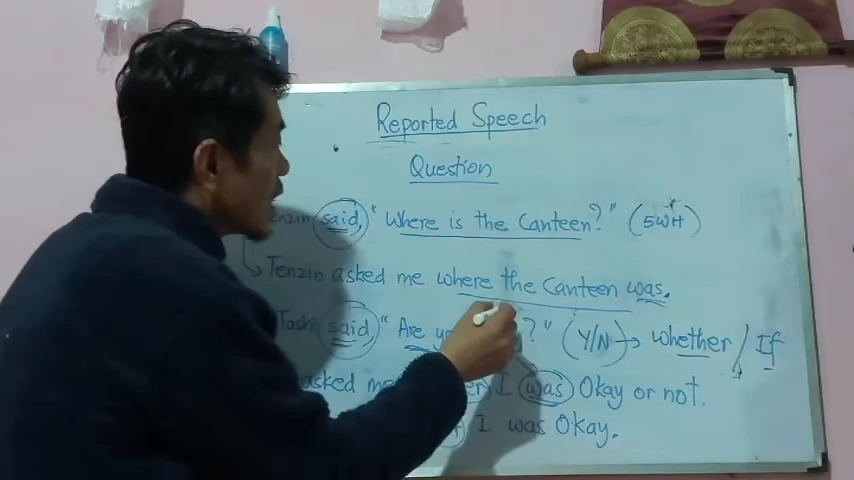 Reported Speech
Question
said, "Where is the Canteen?" (5WH)
Tenzin asked me where the Canteen was.
Tashi said "Are ?" (Y/N) → whether / If
asked me I was Okay or not.
I was Okay.